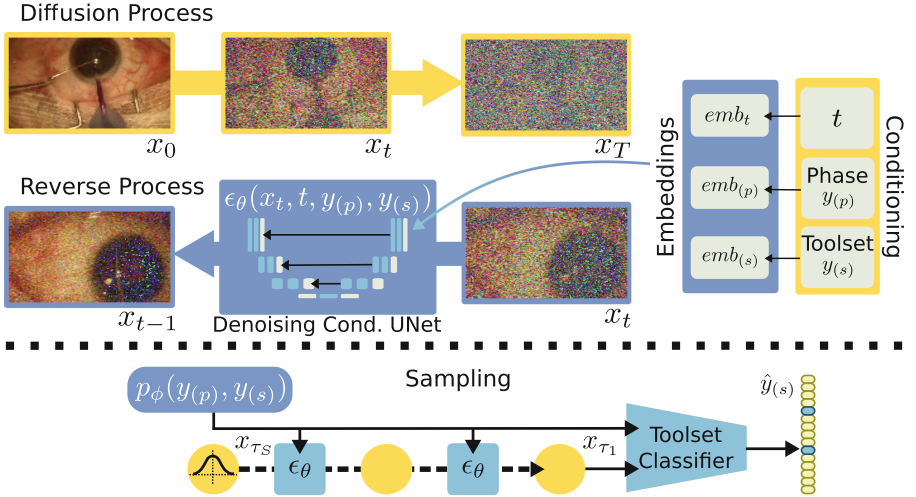 Diffusion Process
x_0
x_t
x_T
Embeddings
emb_t
emb_(p)
emb_(s)
t
Phase
y_(p)
Toolset
y_(s)
Conditioning
Reverse Process
ϵ_θ(x_t, t, y_(p), y_(s))
x_{t−1}
Denoising Cond. UNet
x_t
Sampling
p_ϕ(y_(p), y_(s))
x_{τ_S}
ϵ_θ
ϵ_θ
x_{τ_1}
Toolset
Classifier
ŷ_(s)